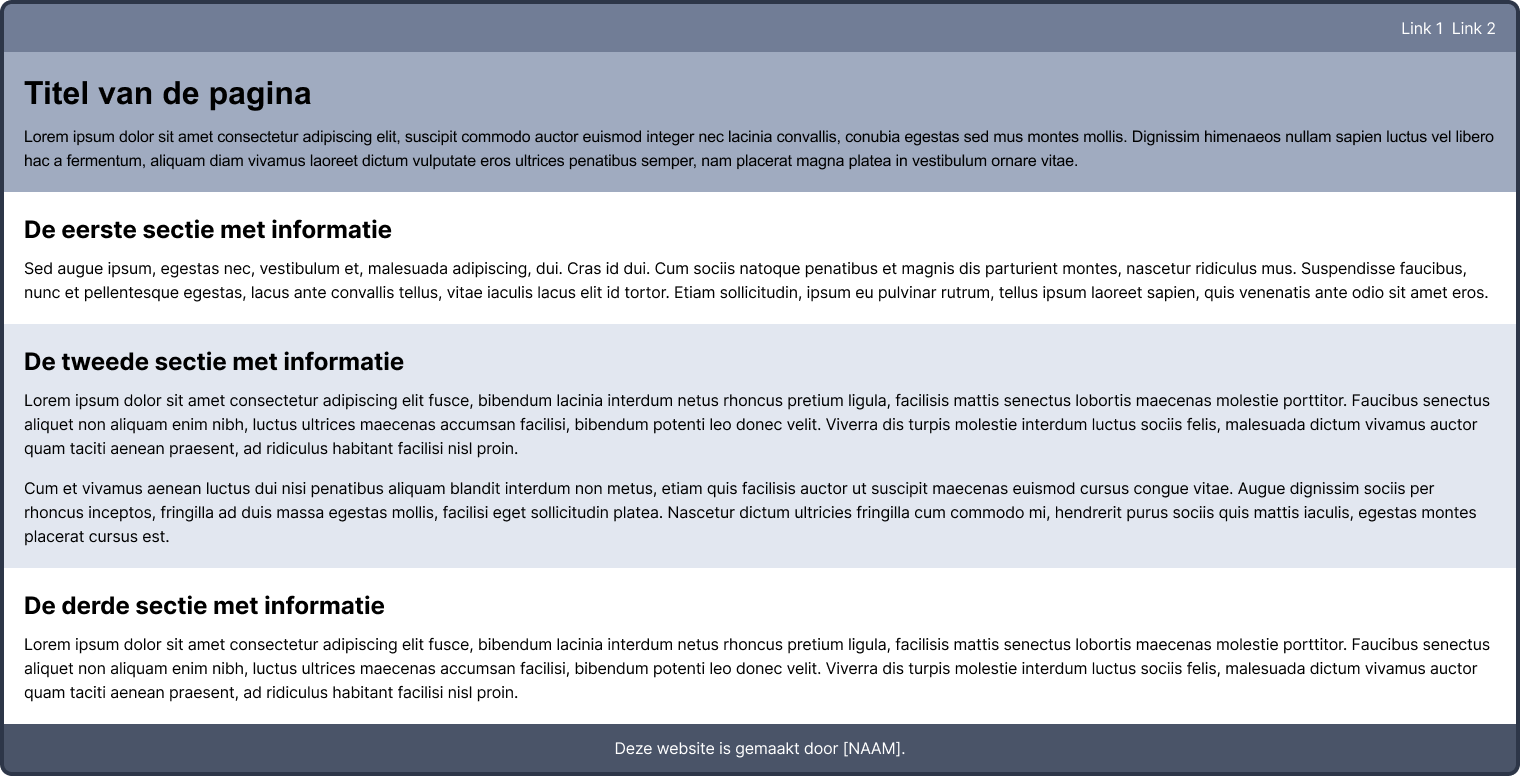 Link 1 Link 2
Titel van de pagina
Lorem ipsum dolor sit amet consectetur adipiscing elit, suscipit commodo auctor euismod integer nec lacinia convallis, conubia egestas sed mus montes mollis. Dignissim himenaeos nullam sapien luctus vel libero
hac a fermentum, aliquam diam vivamus laoreet dictum vulputate eros ultrices penatibus semper, nam placerat magna platea in vestibulum ornare vitae.
De eerste sectie met informatie
Sed augue ipsum, egestas nec, vestibulum et, malesuada adipiscing, dui. Cras id dui. Cum sociis natoque penatibus et magnis dis parturient montes, nascetur ridiculus mus. Suspendisse faucibus,
nunc et pellentesque egestas, lacus ante convallis tellus, vitae iaculis lacus elit id tortor. Etiam sollicitudin, ipsum eu pulvinar rutrum, tellus ipsum laoreet sapien, quis venenatis ante odio sit amet eros.
De tweede sectie met informatie
Lorem ipsum dolor sit amet consectetur adipiscing elit fusce, bibendum lacinia interdum netus rhoncus pretium ligula, facilisis mattis senectus lobortis maecenas molestie porttitor. Faucibus senectus
aliquet non aliquam enim nibh, luctus ultrices maecenas accumsan facilisi, bibendum potenti leo donec velit. Viverra dis turpis molestie interdum luctus sociis felis, malesuada dictum vivamus auctor
quam taciti aenean praesent, ad ridiculus habitant facilisi nisl proin.
Cum et vivamus aenean luctus dui nisi penatibus aliquam blandit interdum non metus, etiam quis facilisis auctor ut suscipit maecenas euismod cursus congue vitae. Augue dignissim sociis per
rhoncus inceptos, fringilla ad duis massa egestas mollis, facilisi eget sollicitudin platea. Nascetur dictum ultricies fringilla cum commodo mi, hendrerit purus sociis quis mattis iaculis, egestas montes
placerat cursus est.
De derde sectie met informatie
Lorem ipsum dolor sit amet consectetur adipiscing elit fusce, bibendum lacinia interdum netus rhoncus pretium ligula, facilisis mattis senectus lobortis maecenas molestie porttitor. Faucibus senectus
aliquet non aliquam enim nibh, luctus ultrices maecenas accumsan facilisi, bibendum potenti leo donec velit. Viverra dis turpis molestie interdum luctus sociis felis, malesuada dictum vivamus auctor
quam taciti aenean praesent, ad ridiculus habitant facilisi nisl proin.
Deze website is gemaakt door [NAAM].